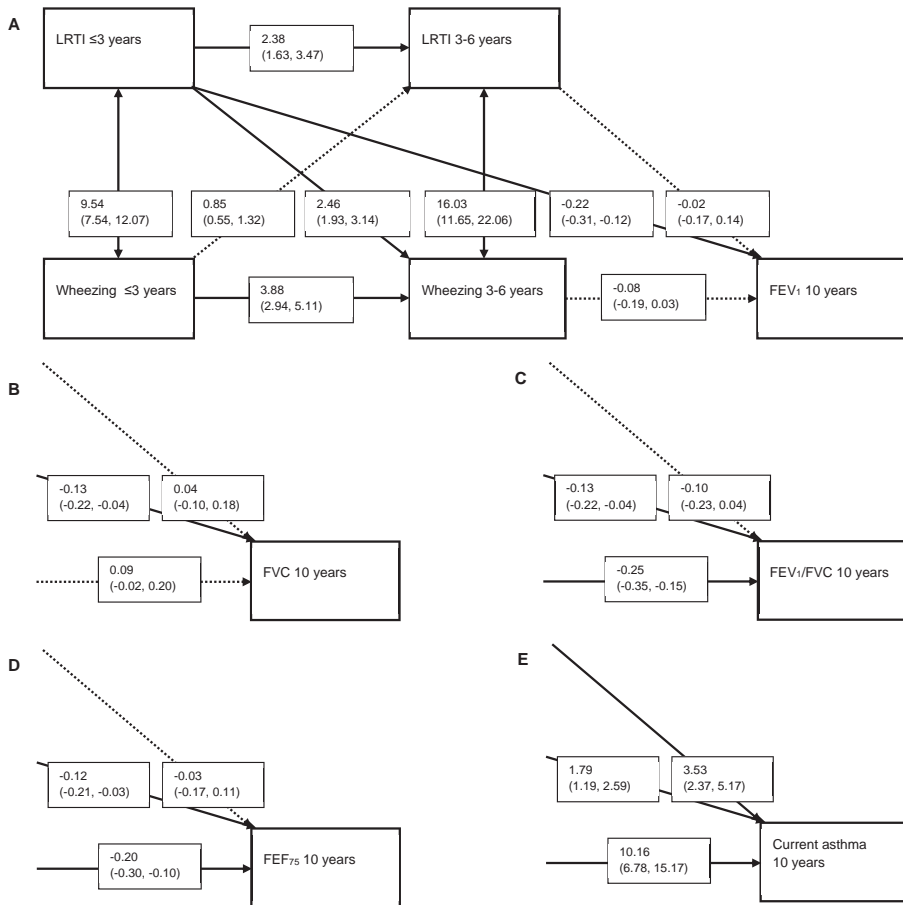 A
LRTI ≤3 years
2.38
(1.63, 3.47)
LRTI 3-6 years
9.54
(7.54, 12.07)
0.85
(0.55, 1.32)
2.46
(1.93, 3.14)
16.03
(11.65, 22.06)
-0.22
(-0.31, -0.12)
-0.02
(-0.17, 0.14)
Wheezing ≤3 years
3.88
(2.94, 5.11)
Wheezing 3-6 years
-0.08
(-0.19, 0.03)
FEV₁ 10 years
B
-0.13
(-0.22, -0.04)
0.04
(-0.10, 0.18)
0.09
(-0.02, 0.20)
FVC 10 years
C
-0.13
(-0.22, -0.04)
-0.10
(-0.23, 0.04)
-0.25
(-0.35, -0.15)
FEV₁/FVC 10 years
D
-0.12
(-0.21, -0.03)
-0.03
(-0.17, 0.11)
-0.20
(-0.30, -0.10)
FEF₇₅ 10 years
E
1.79
(1.19, 2.59)
3.53
(2.37, 5.17)
10.16
(6.78, 15.17)
Current asthma
10 years